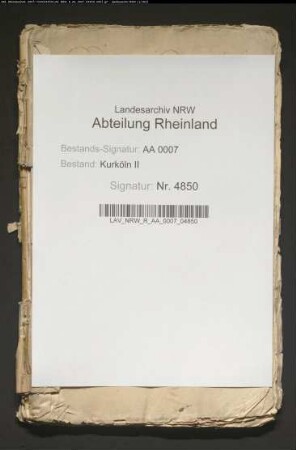 Landesarchiv NRW
Abteilung Rheinland
Bestands-Signatur: AA 0007
Bestand: Kurköln II
Signatur: Nr. 4850
LAV_NRW_R_AA_0007_04850